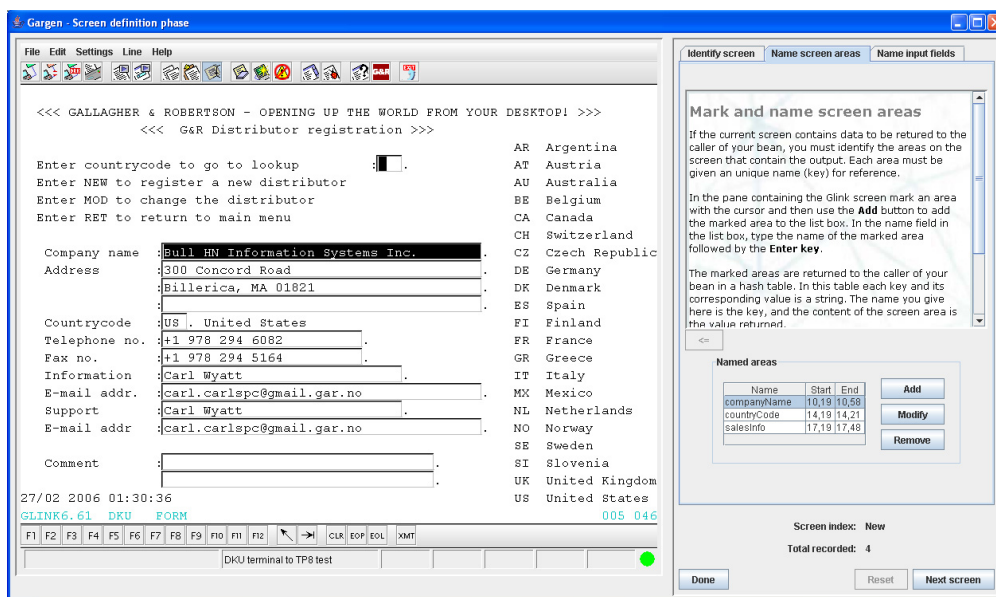 Gargen - Screen definition phase
File Edit Settings Line Help
<<< GALLAGHER & ROBERTSON - OPENING UP THE WORLD FROM YOUR DESKTOP! >>>
<<< G&R Distributor registration >>>
Enter countrycode to go to lookup : .
Enter NEW to register a new distributor
Enter MOD to change the distributor
Enter RET to return to main menu
Company name :Bull HN Information Systems Inc. .
Address :300 Concord Road .
:Billerica, MA 01821 .
: .
Countrycode :US . United States
Telephone no. :+1 978 294 6082 .
Fax no. :+1 978 294 5164 .
Information :Carl Wyatt .
E-mail addr. :carl.carlspc@gmail.gar.no .
Support :Carl Wyatt .
E-mail addr :carl.carlspc@gmail.gar.no .
Comment : .
.
AR Argentina
AT Austria
AU Australia
BE Belgium
CA Canada
CH Switzerland
CZ Czech Republic
DE Germany
DK Denmark
ES Spain
FI Finland
FR France
GR Greece
IT Italy
MX Mexico
NL Netherlands
NO Norway
SE Sweden
SI Slovenia
UK United Kingdom
US United States
27/02 2006 01:30:36
GLINK6.61 DKU FORM 005 046
F1 F2 F3 F4 F5 F6 F7 F8 F9 F10 F11 F12 CLR EOP EOL XMT
DKU terminal to TP8 test
Identify screen Name screen areas Name input fields
Mark and name screen areas
If the current screen contains data to be retured to the
caller of your bean, you must identify the areas on the
screen that contain the output. Each area must be
given an unique name (key) for reference.
In the pane containing the Glink screen mark an area
with the cursor and then use the Add button to add
the marked area to the list box. In the name field in
the list box, type the name of the marked area
followed by the Enter key.
The marked areas are returned to the caller of your
bean in a hash table. In this table each key and its
corresponding value is a string. The name you give
here is the key, and the content of the screen area is
the value returned.
<=
Named areas
Name Start End
companyName 10,19 10,58
countryCode 14,19 14,21
salesInfo 17,19 17,48
Add
Modify
Remove
Screen index: New
Total recorded: 4
Done Reset Next screen